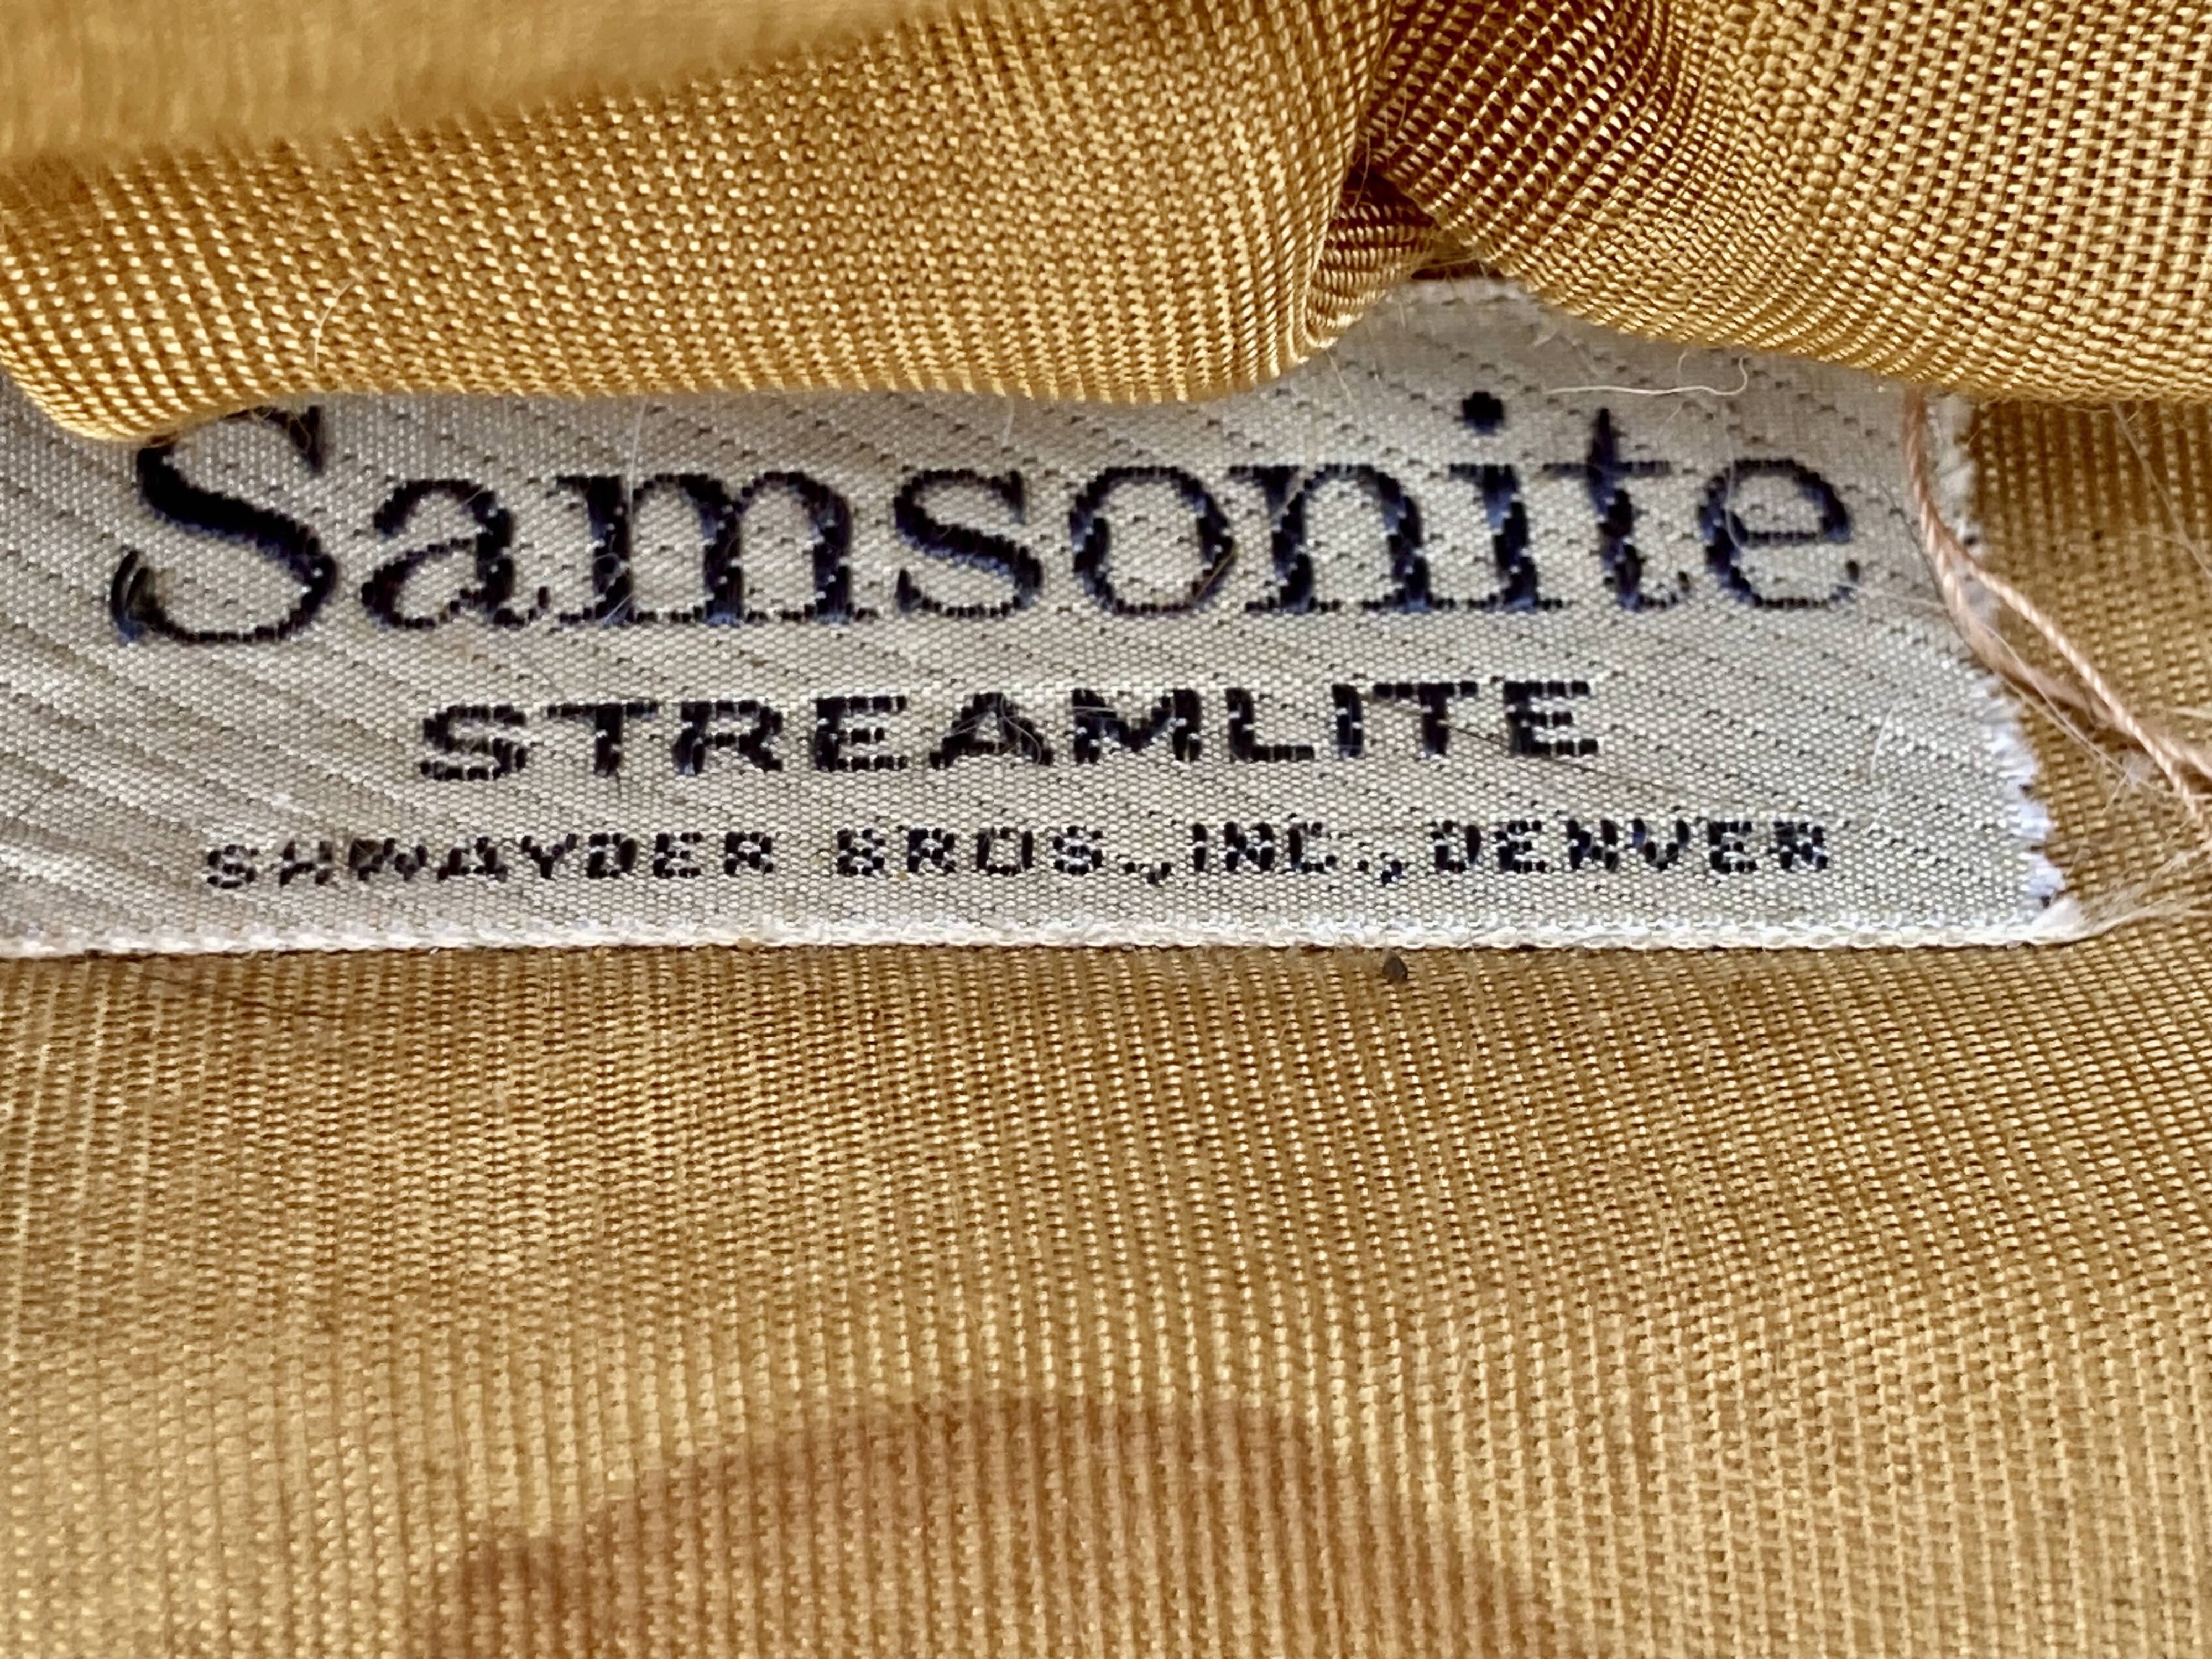 Samsonite
STREAMLITE
SHWAYDER BROS., INC., DENVER